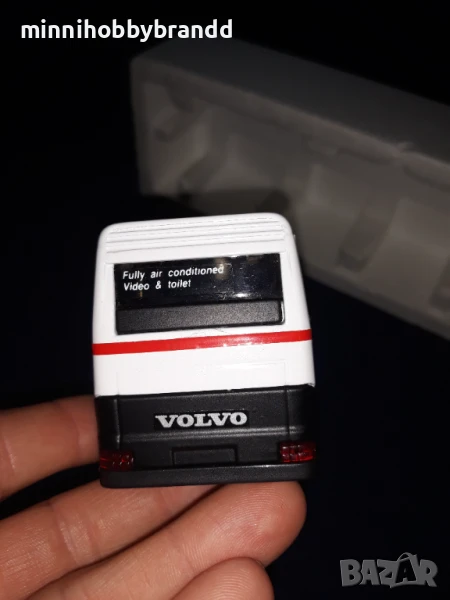 minnihobbybrandd
Fully air conditioned
Video & toilet
VOLVO
BAZAR